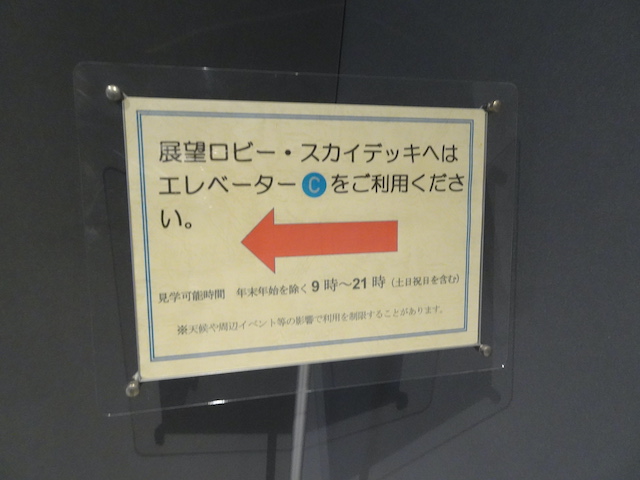 展望ロビー・スカイデッキへは
エレベーターCをご利用くださ
い。
見学可能時間　年末年始を除く9時～21時（土日祝日を含む）
※天候や周辺イベント等の影響で利用を制限することがあります。